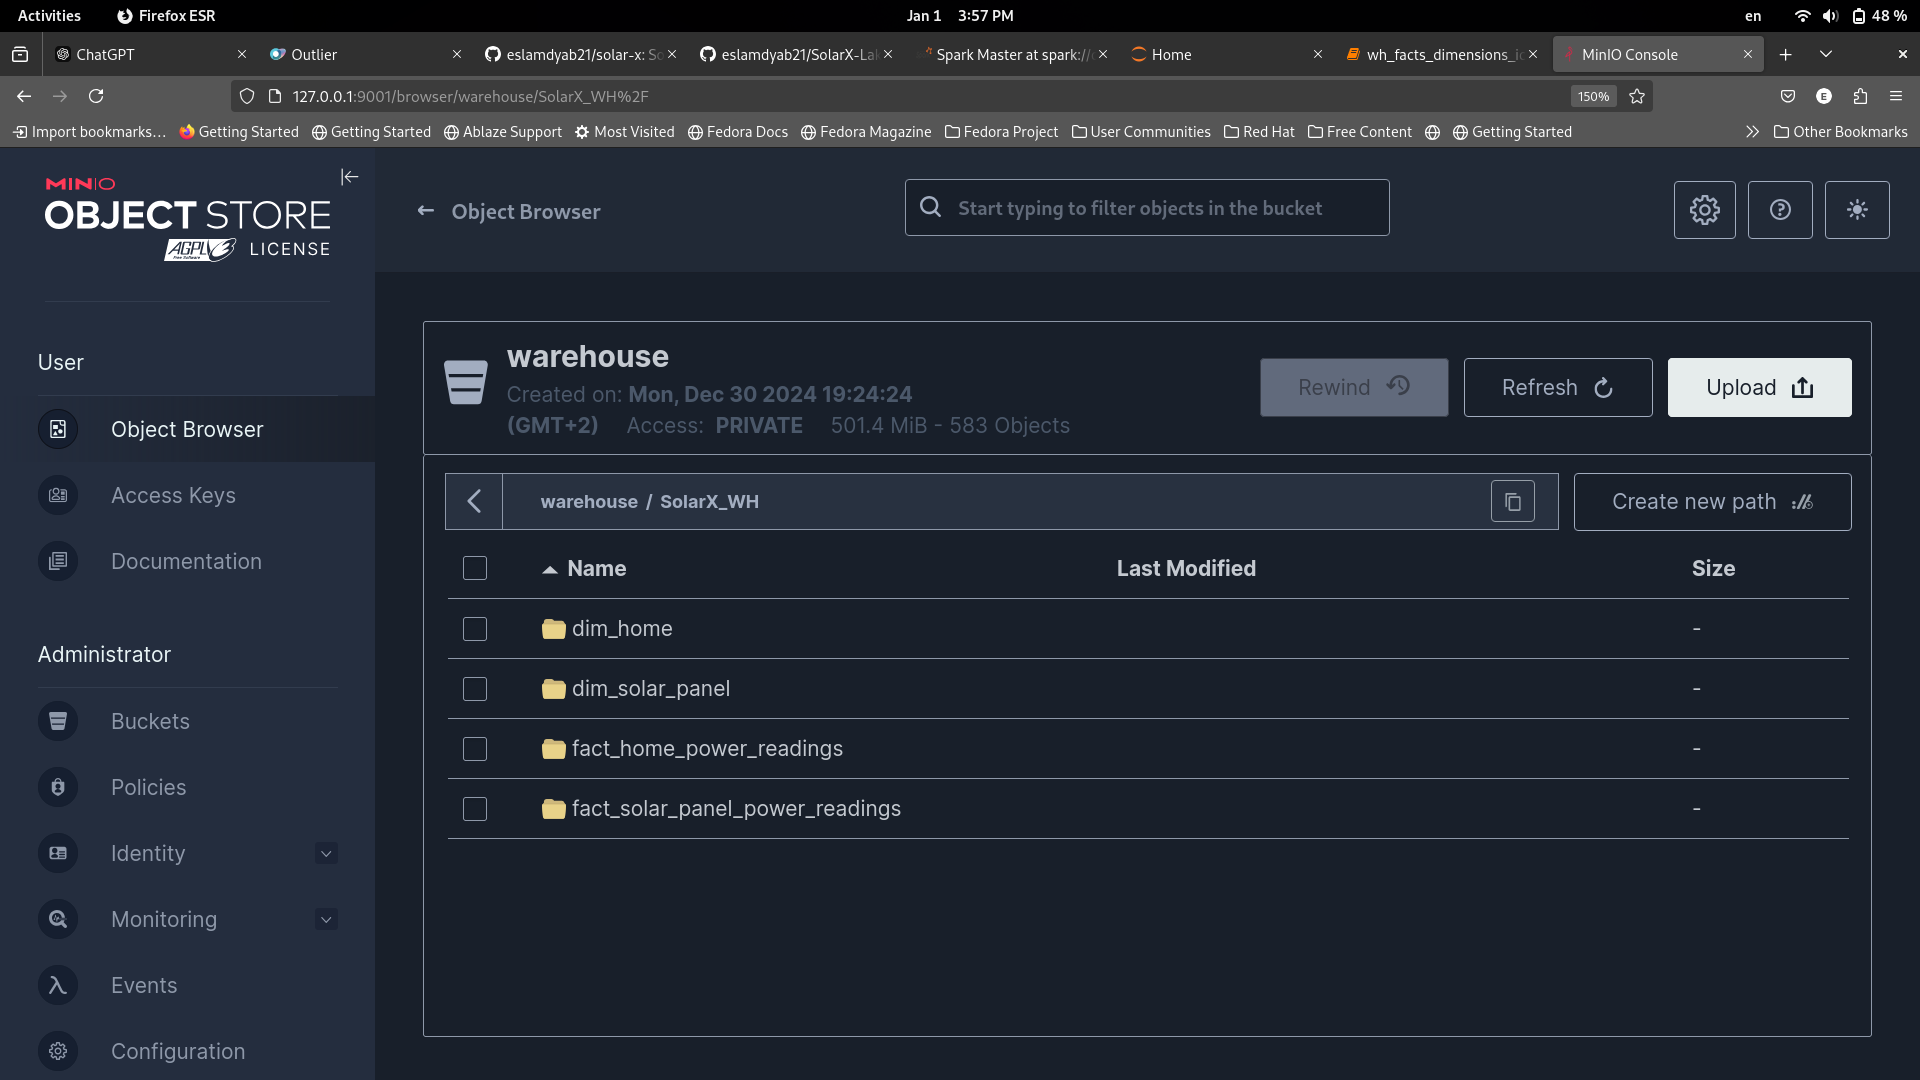 Activities Firefox ESR Jan 1 3:57 PM en 48 %
ChatGPT Outlier eslamdyab21/solar-x: So eslamdyab21/SolarX-Lak Spark Master at spark:// Home wh_facts_dimensions_ic MinIO Console
127.0.0.1:9001/browser/warehouse/SolarX_WH%2F 150% E
Import bookmarks… Getting Started Getting Started Ablaze Support Most Visited Fedora Docs Fedora Magazine Fedora Project User Communities Red Hat Free Content Getting Started Other Bookmarks
MINIO
OBJECT STORE
AGPLv3 LICENSE
Free Software
Object Browser
Start typing to filter objects in the bucket
User
Object Browser
Access Keys
Documentation
Administrator
Buckets
Policies
Identity
Monitoring
Events
Configuration
warehouse
Created on: Mon, Dec 30 2024 19:24:24
(GMT+2) Access: PRIVATE 501.4 MiB - 583 Objects
Rewind Refresh Upload
warehouse / SolarX_WH
Create new path
Name Last Modified Size
dim_home -
dim_solar_panel -
fact_home_power_readings -
fact_solar_panel_power_readings -